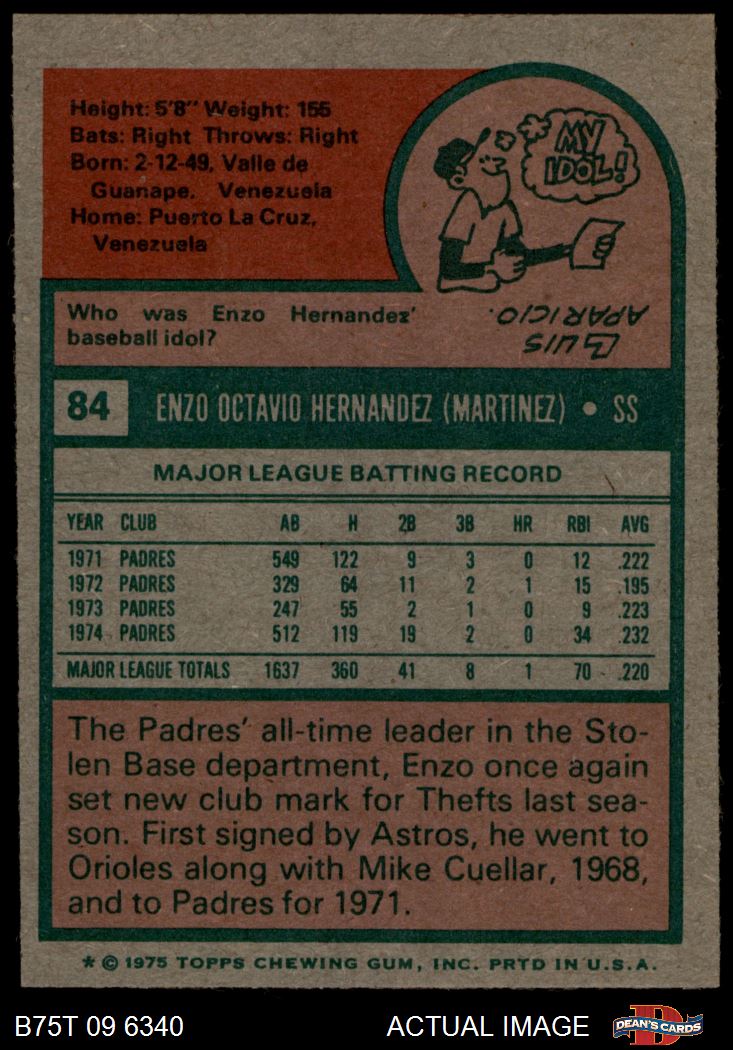 Height: 5'8" Weight: 155
Bats: Right Throws: Right
Born: 2-12-49, Valle de
Guanape, Venezuela
Home: Puerto La Cruz,
Venezuela
MY
IDOL!
Who was Enzo Hernandez'
baseball idol?
LUIS
APARICIO.
84 ENZO OCTAVIO HERNANDEZ (MARTINEZ) • SS
MAJOR LEAGUE BATTING RECORD
YEAR CLUB AB H 2B 3B HR RBI AVG
1971 PADRES 549 122 9 3 0 12 .222
1972 PADRES 329 64 11 2 1 15 .195
1973 PADRES 247 55 2 1 0 9 .223
1974 PADRES 512 119 19 2 0 34 .232
MAJOR LEAGUE TOTALS 1637 360 41 8 1 70 .220
The Padres' all-time leader in the Sto-
len Base department, Enzo once again
set new club mark for Thefts last sea-
son. First signed by Astros, he went to
Orioles along with Mike Cuellar, 1968,
and to Padres for 1971.
* © 1975 TOPPS CHEWING GUM, INC. PRTD IN U.S.A.
B75T 09 6340 ACTUAL IMAGE D DEAN'S CARDS